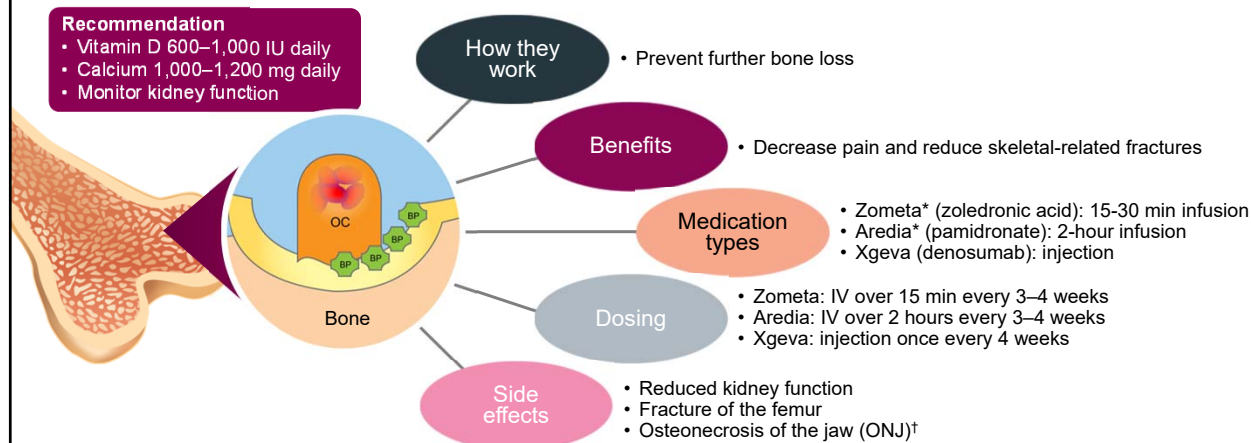 Recommendation
• Vitamin D 600–1,000 IU daily
• Calcium 1,000–1,200 mg daily
• Monitor kidney function
How they
work
• Prevent further bone loss
Benefits
• Decrease pain and reduce skeletal-related fractures
Medication
types
• Zometa* (zoledronic acid): 15-30 min infusion
• Aredia* (pamidronate): 2-hour infusion
• Xgeva (denosumab): injection
Dosing
• Zometa: IV over 15 min every 3–4 weeks
• Aredia: IV over 2 hours every 3–4 weeks
• Xgeva: injection once every 4 weeks
Side
effects
• Reduced kidney function
• Fracture of the femur
• Osteonecrosis of the jaw (ONJ)†
OC
BP
BP
BP
BP
Bone